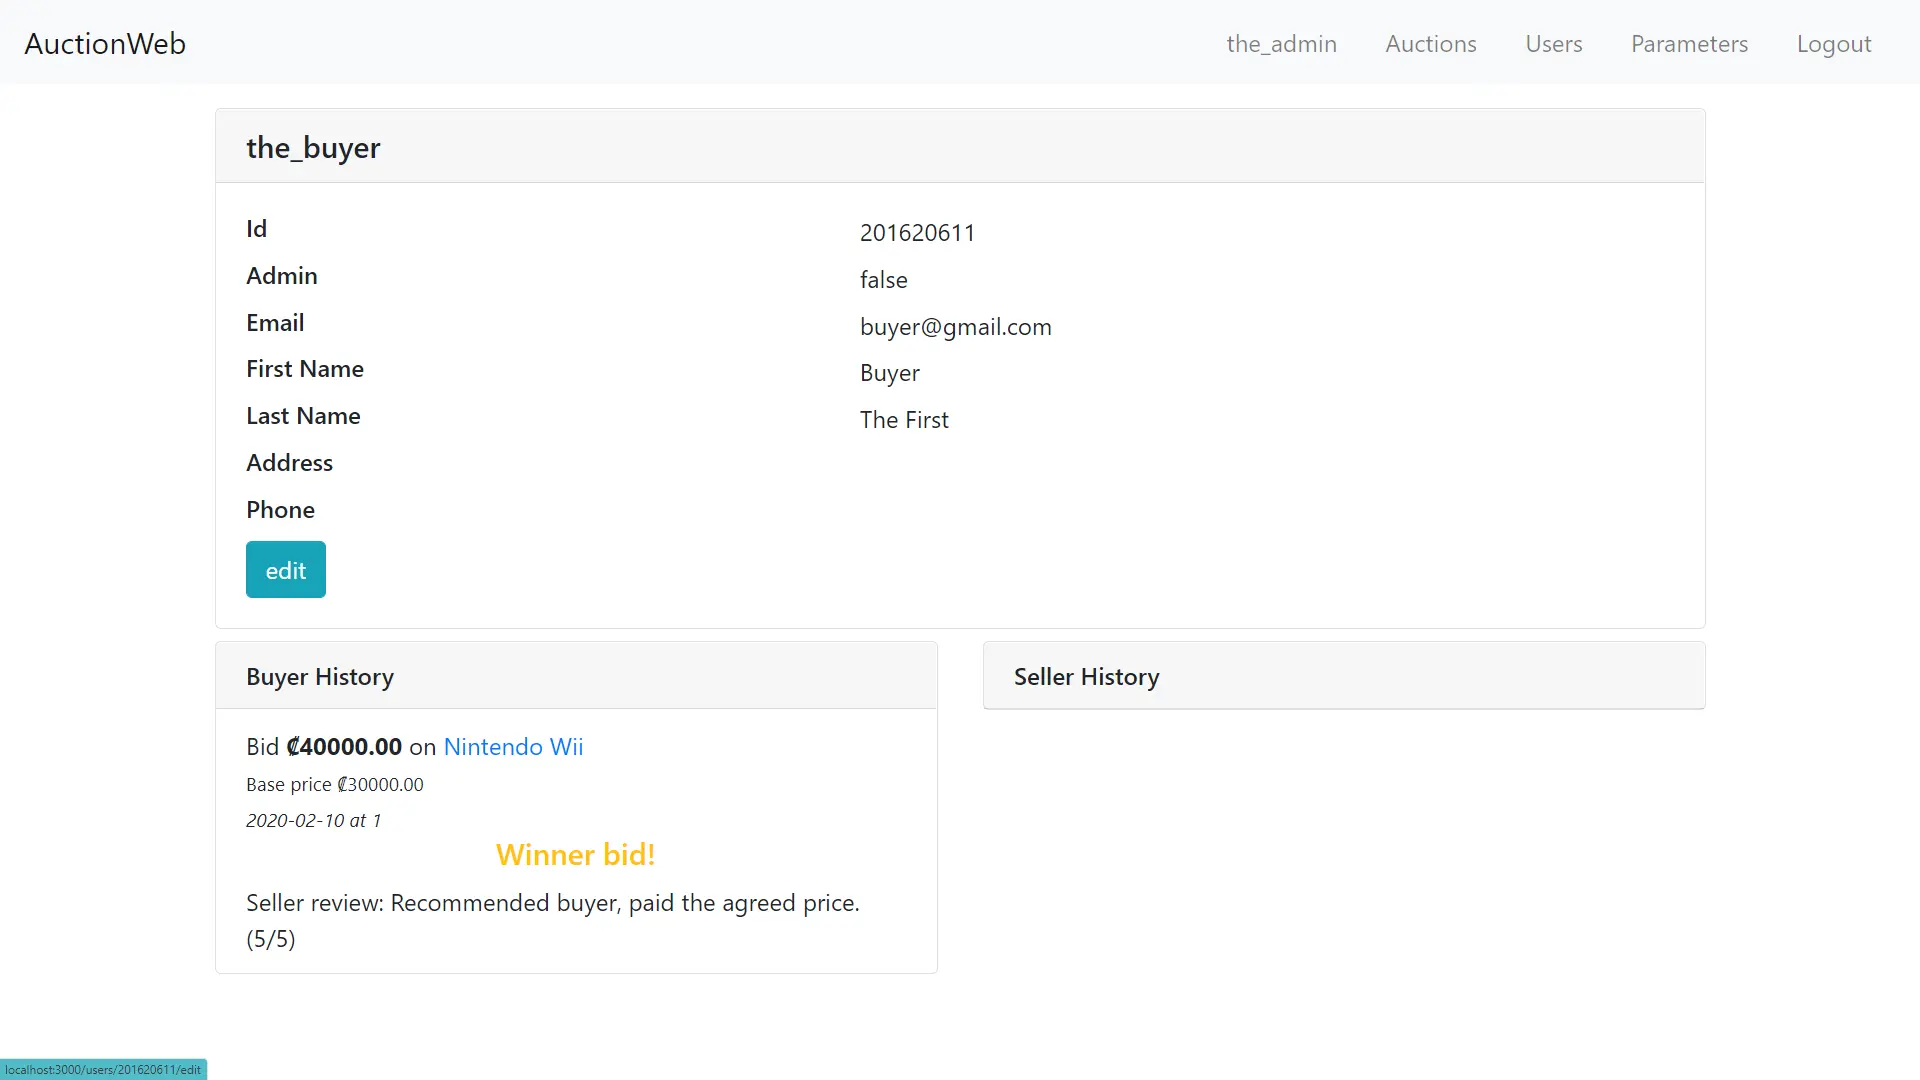 AuctionWeb the_admin Auctions Users Parameters Logout
the_buyer
Id 201620611
Admin false
Email buyer@gmail.com
First Name Buyer
Last Name The First
Address
Phone
edit
Buyer History Seller History
Bid ₡40000.00 on Nintendo Wii
Base price ₡30000.00
2020-02-10 at 1
Winner bid!
Seller review: Recommended buyer, paid the agreed price.
(5/5)
localhost:3000/users/201620611/edit